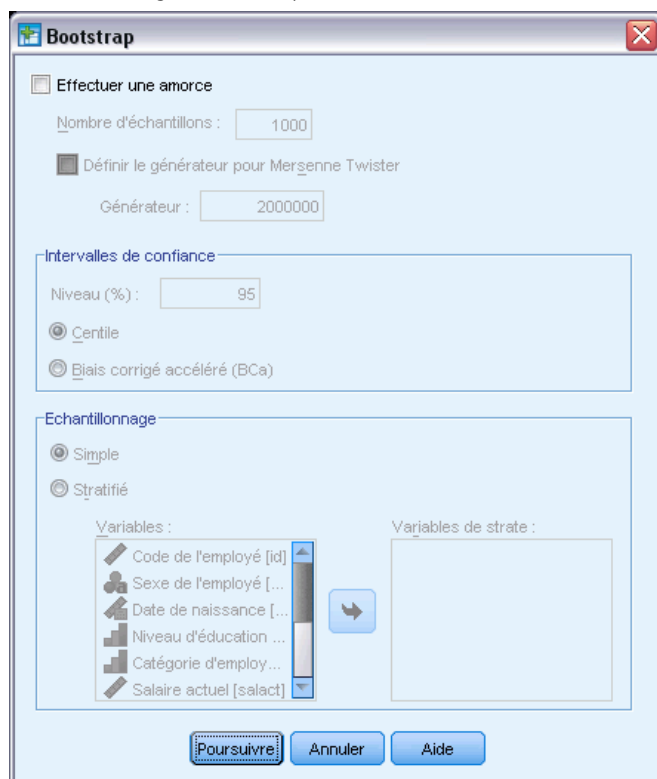 Bootstrap
Effectuer une amorce
Nombre d'échantillons : 1000
Définir le générateur pour Mersenne Twister
Générateur : 2000000
Intervalles de confiance
Niveau (%) : 95
Centile
Biais corrigé accéléré (BCa)
Echantillonnage
Simple
Stratifié
Variables : Variables de strate :
Code de l'employé [id]
Sexe de l'employé [...
Date de naissance [...
Niveau d'éducation ...
Catégorie d'employ...
Salaire actuel [salact]
Poursuivre Annuler Aide